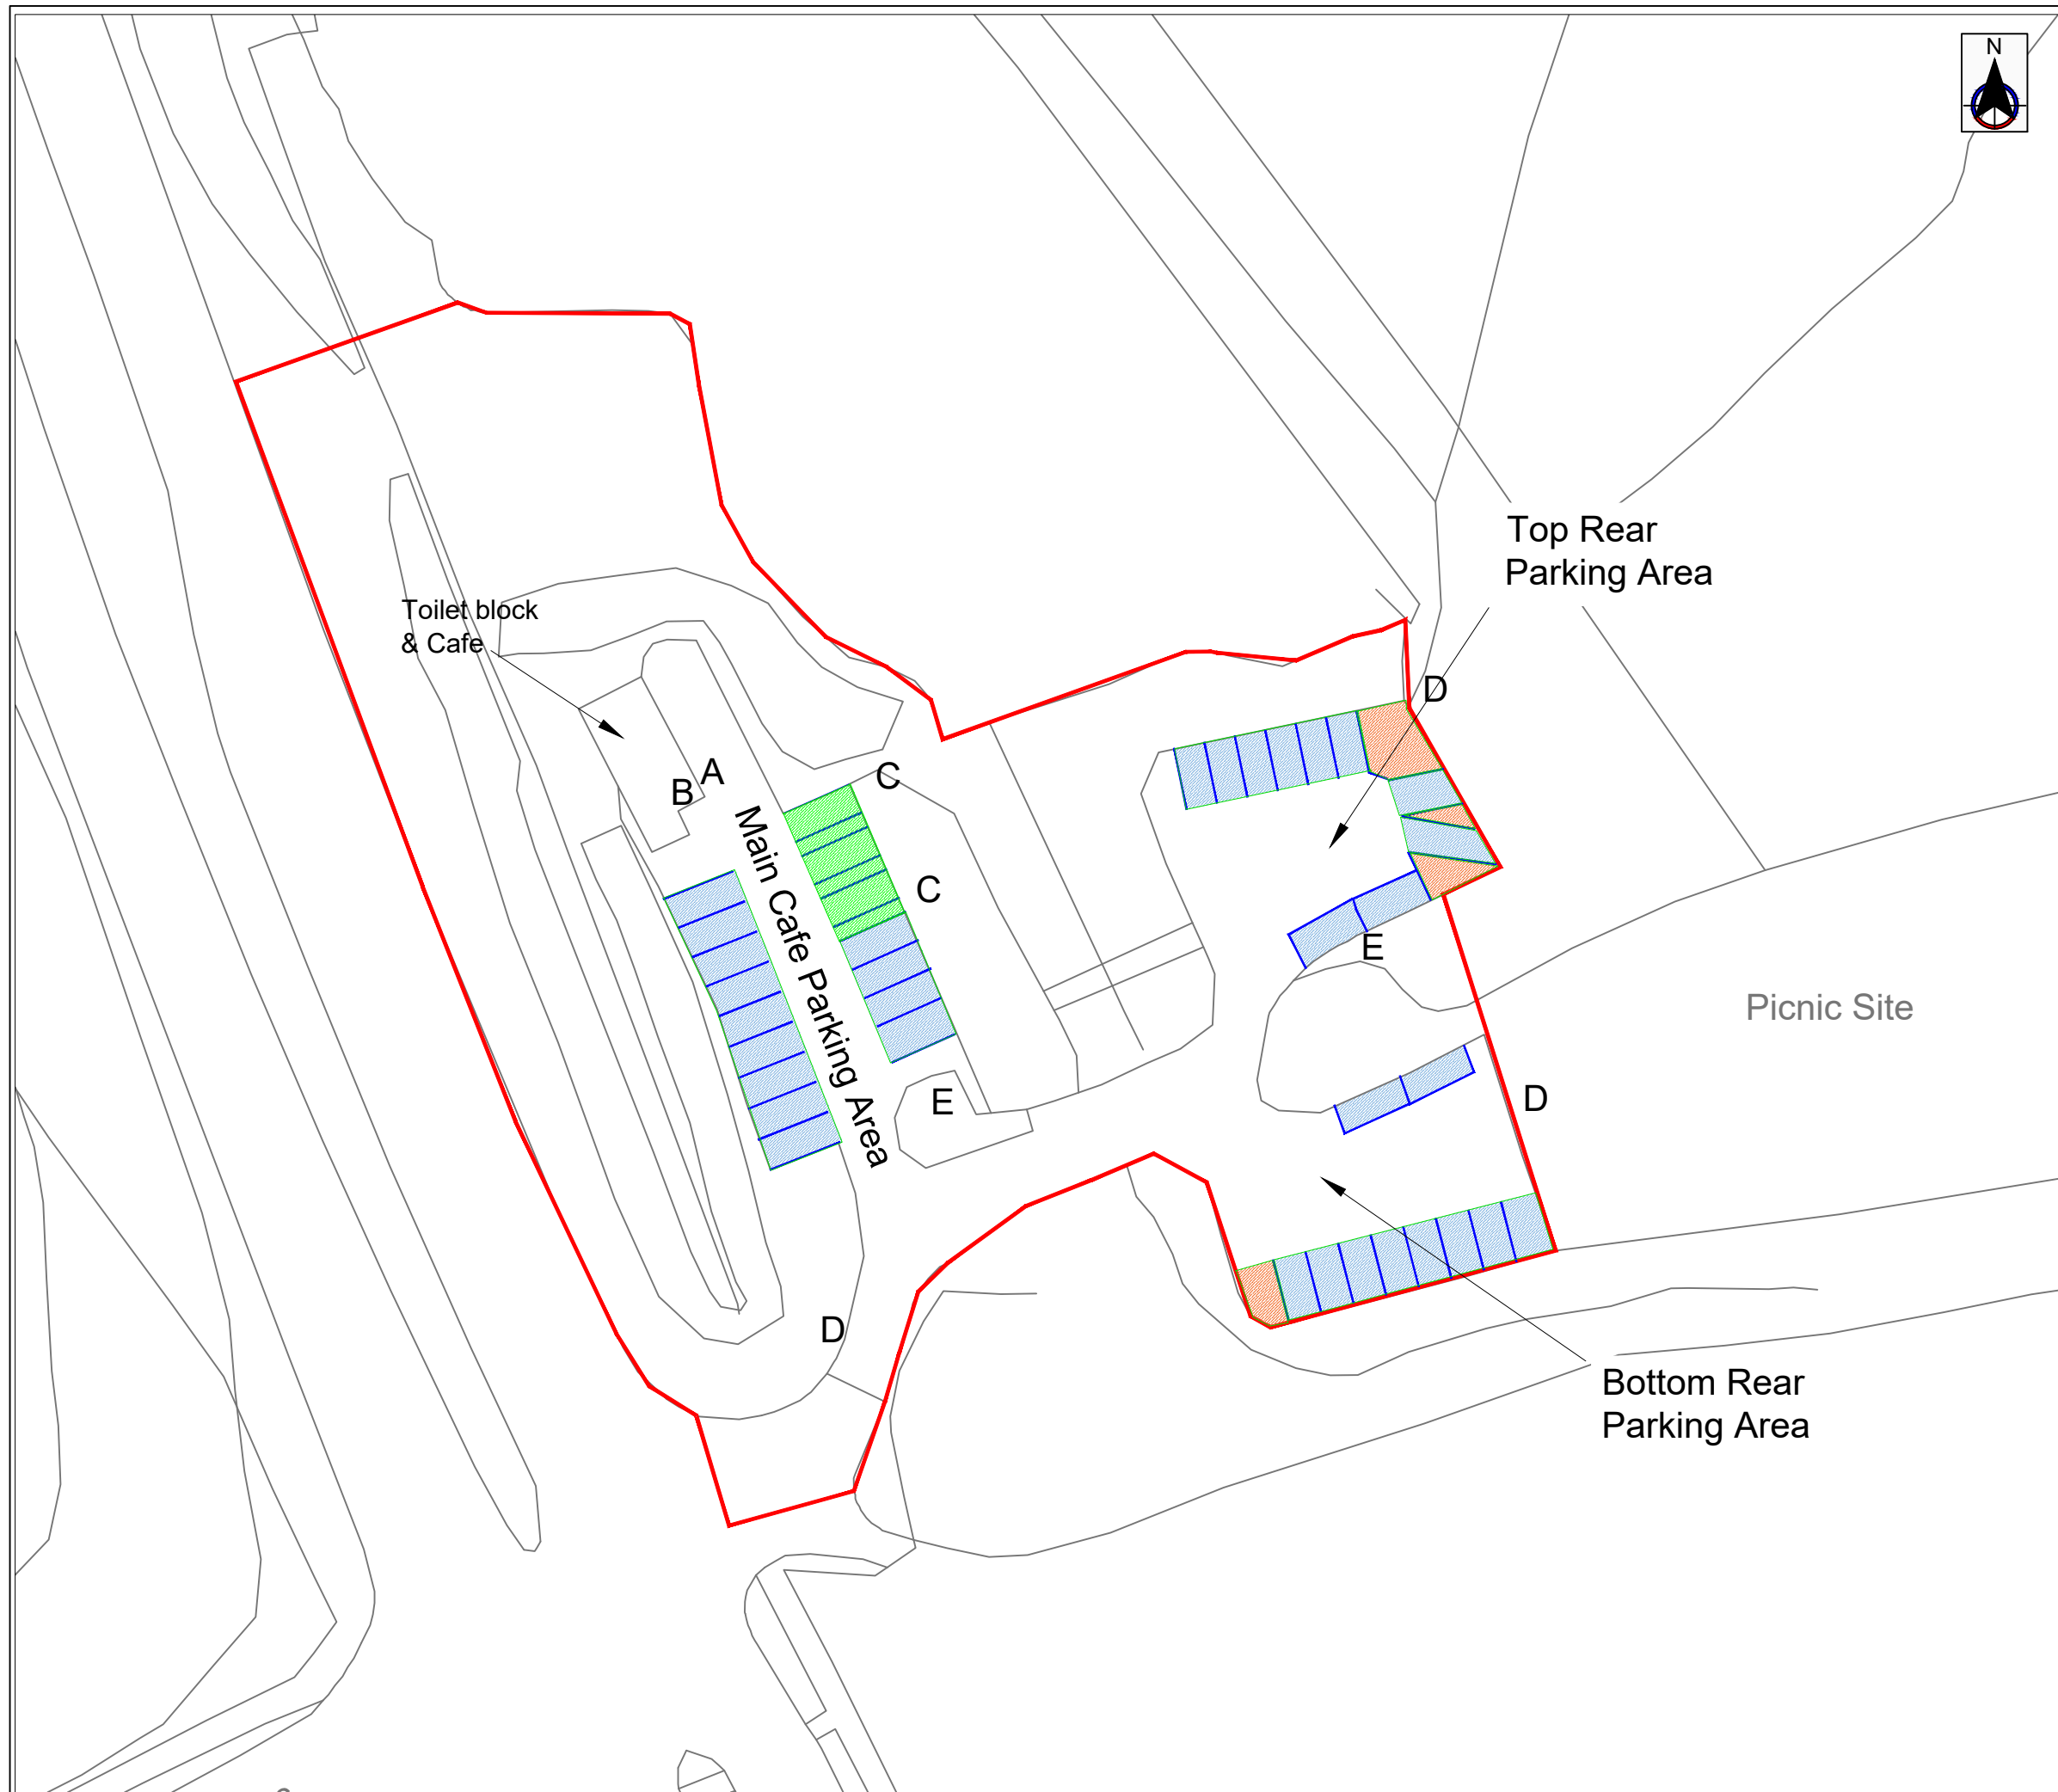 N
Top Rear
Parking Area
Toilet block
& Cafe
D
A
B
C
Main Cafe Parking Area
C
E
Picnic Site
E
D
D
Bottom Rear
Parking Area